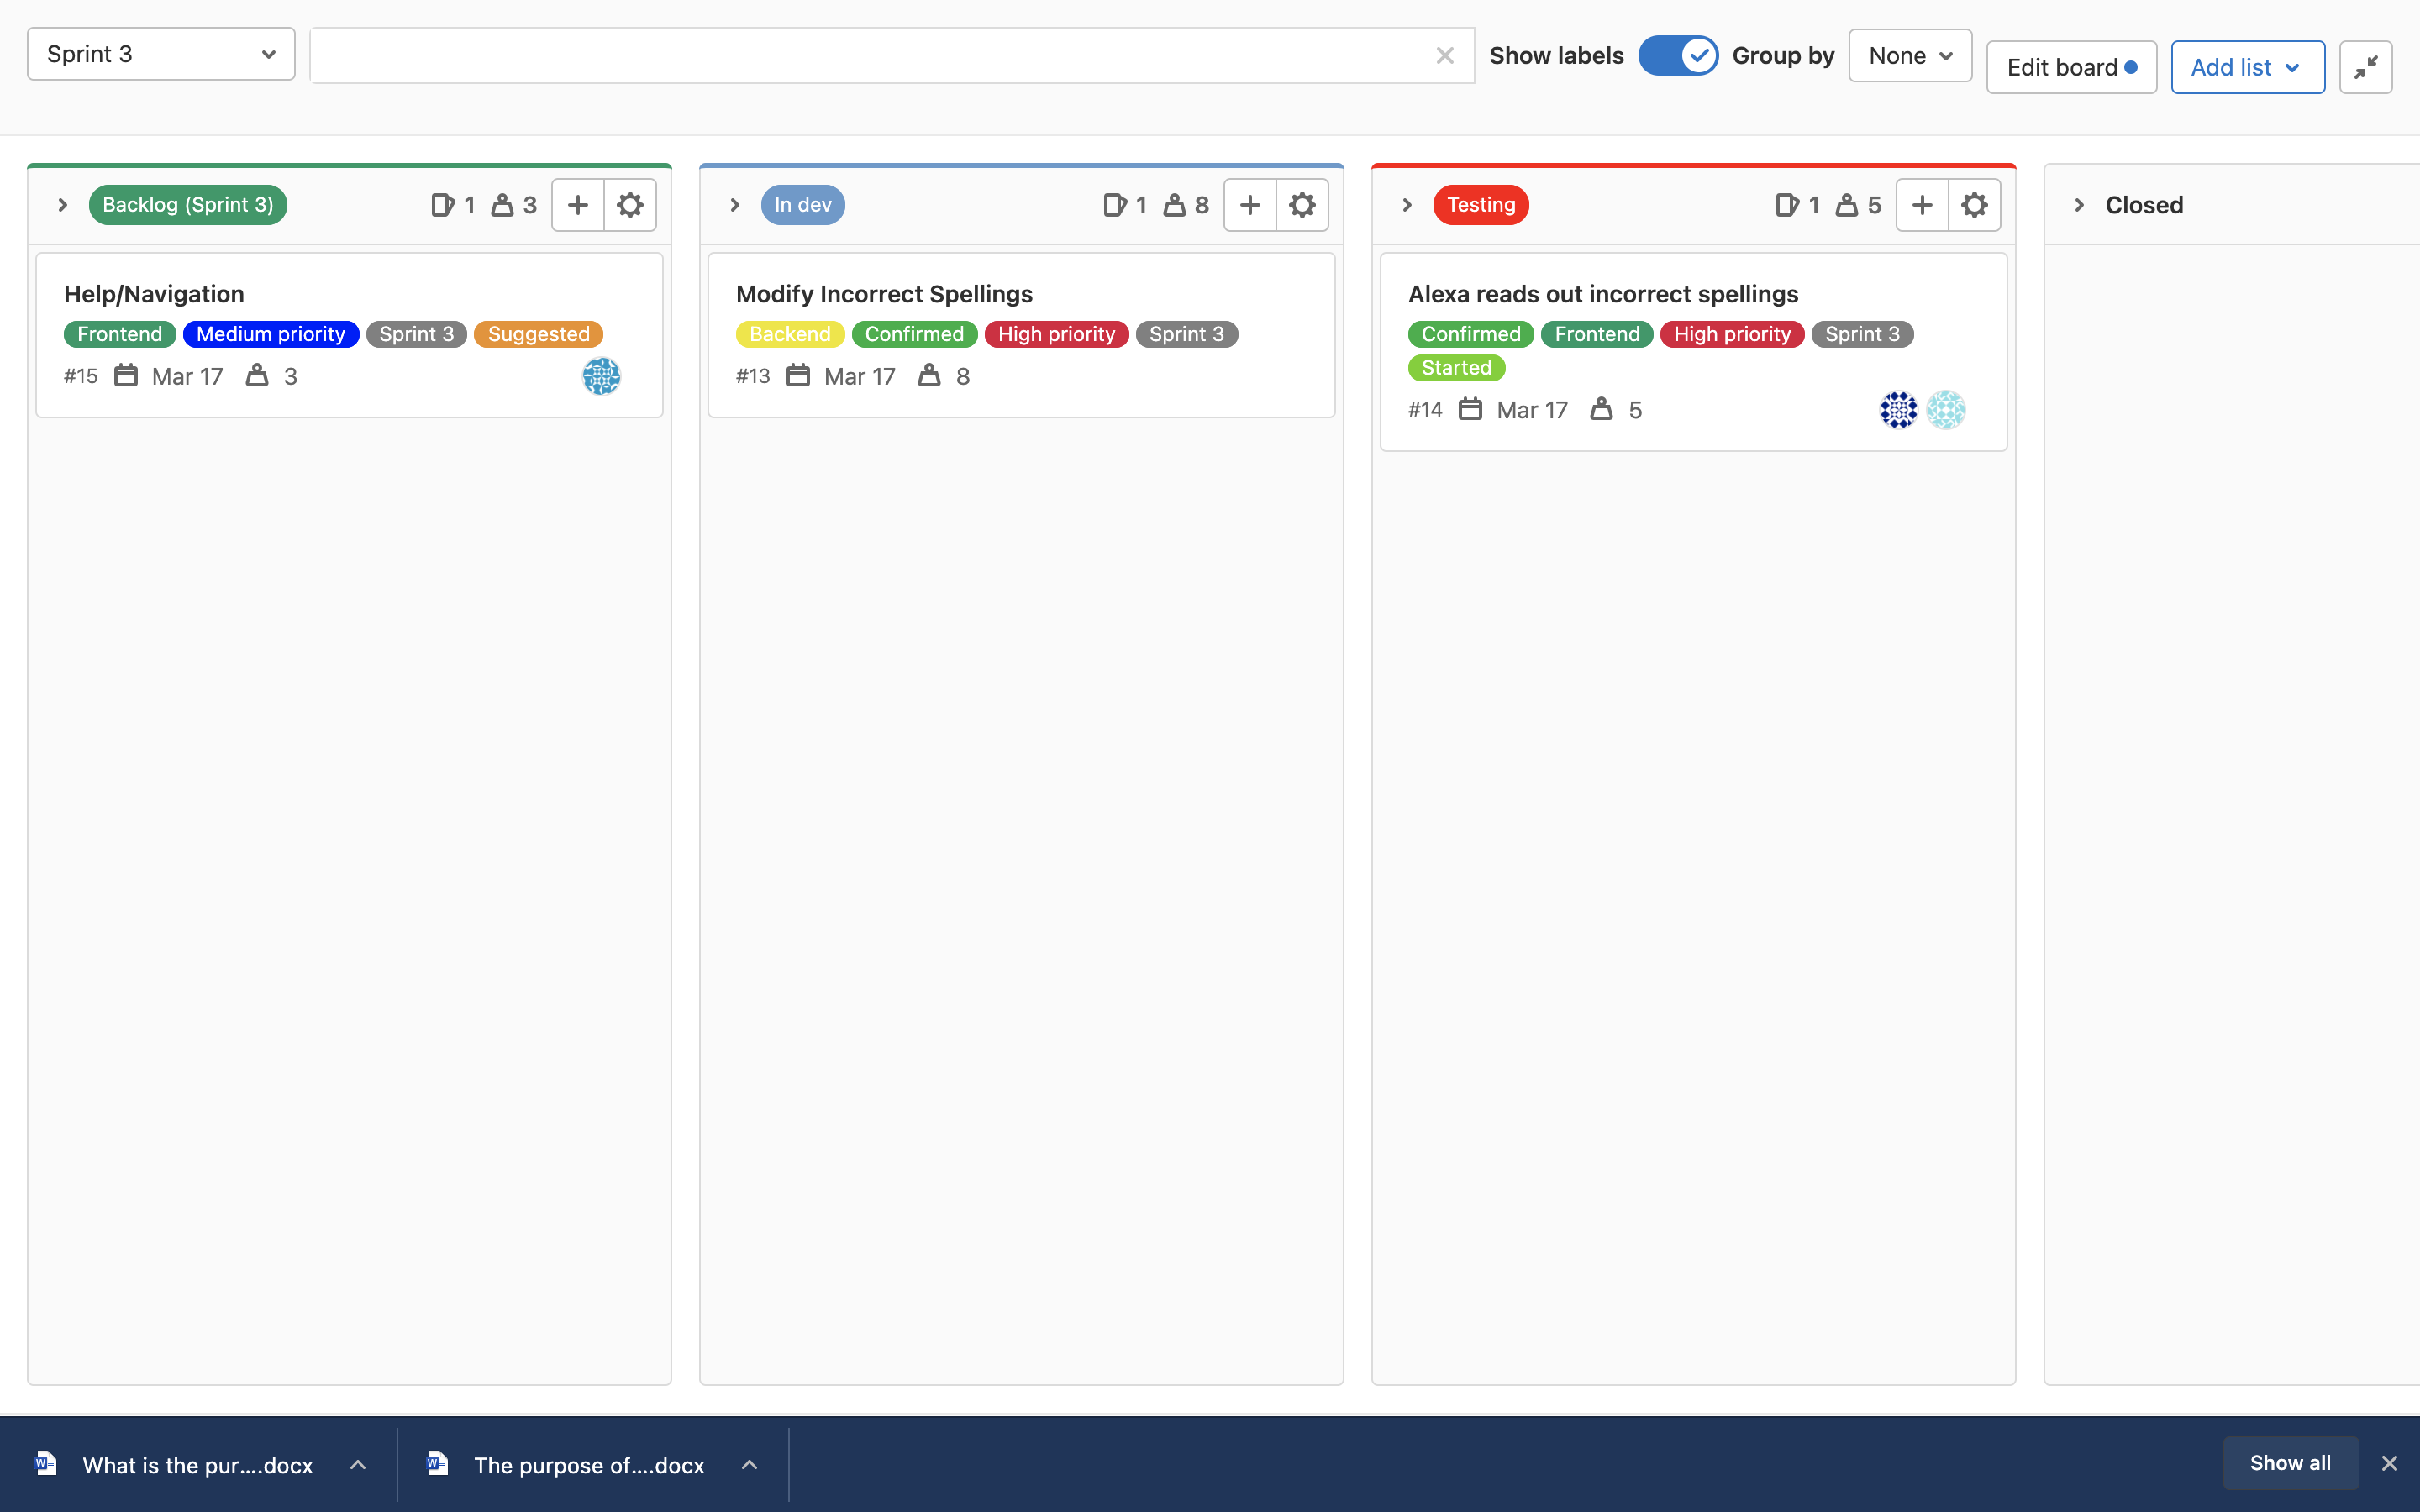 Sprint 3
Show labels
Group by
None
Edit board
Add list
Backlog (Sprint 3)
1
3
Help/Navigation
Frontend Medium priority Sprint 3 Suggested
#15 Mar 17 3
In dev
1
8
Modify Incorrect Spellings
Backend Confirmed High priority Sprint 3
#13 Mar 17 8
Testing
1
5
Alexa reads out incorrect spellings
Confirmed Frontend High priority Sprint 3
Started
#14 Mar 17 5
Closed
What is the pur....docx
The purpose of....docx
Show all